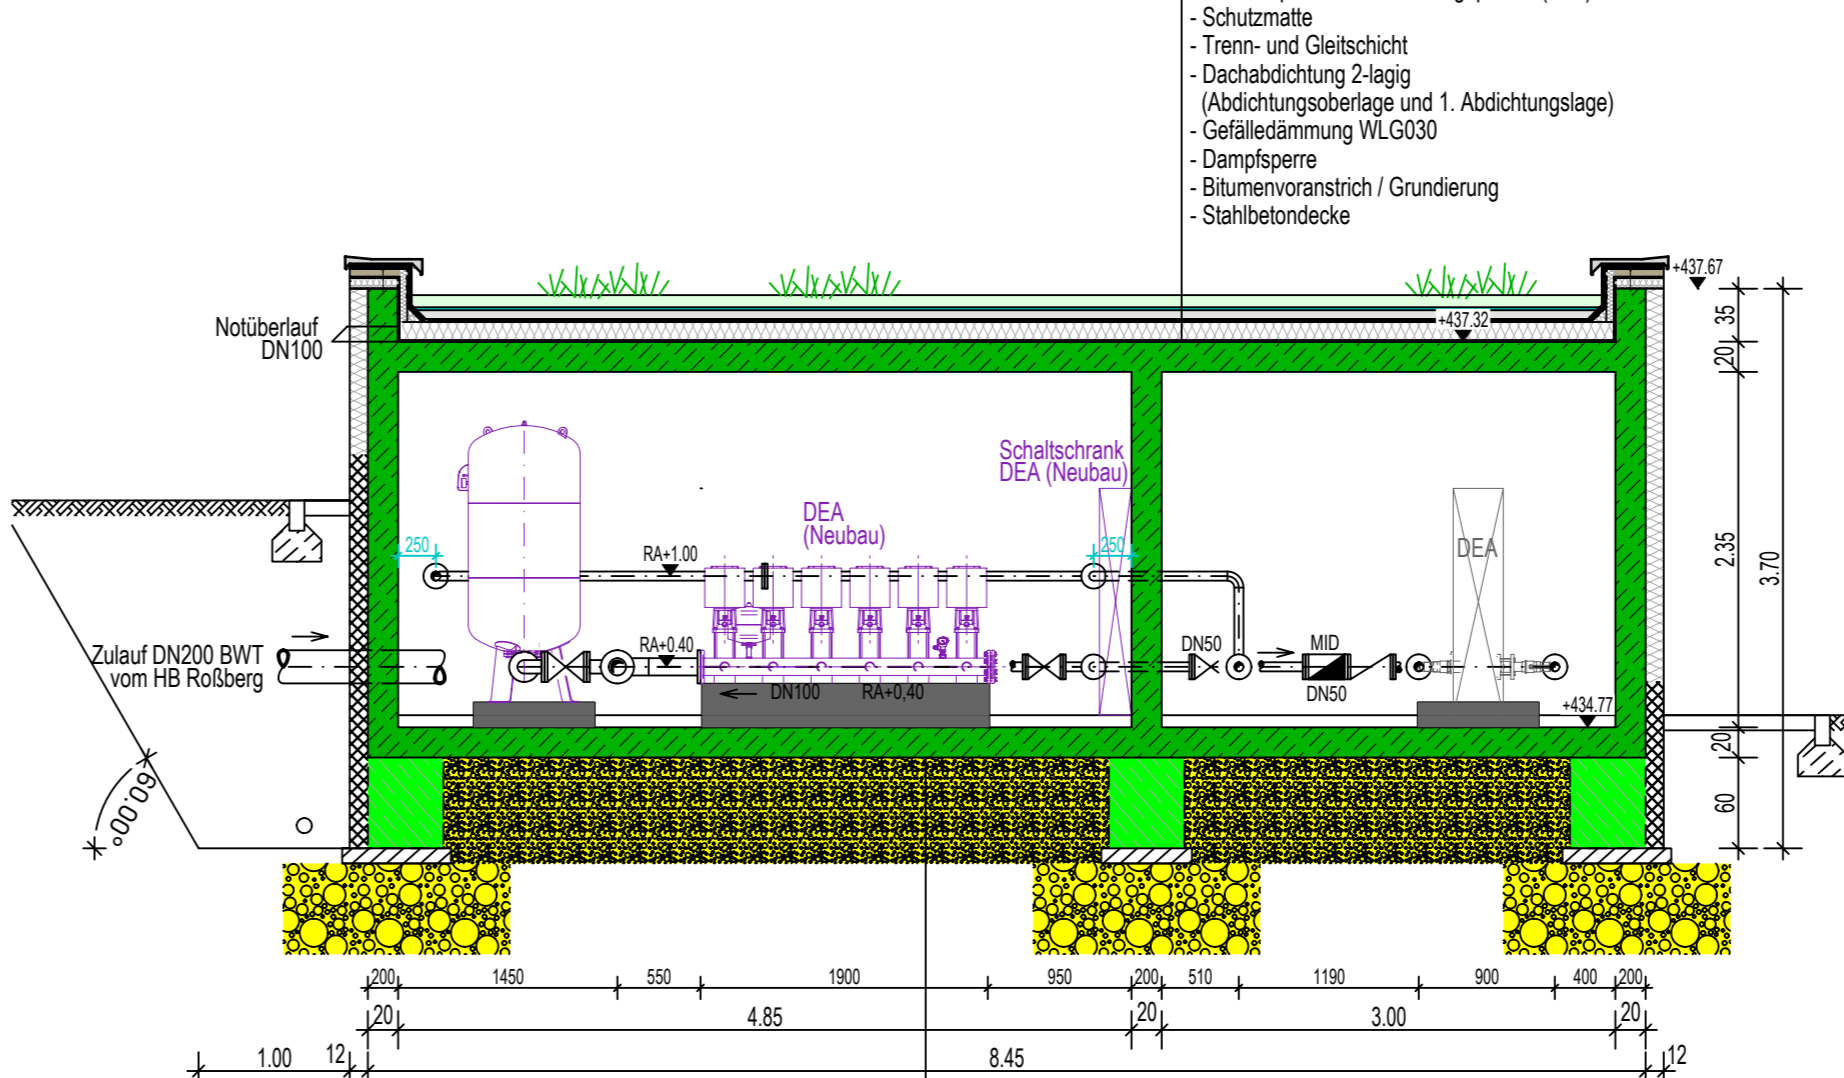 - Schutzmatte
- Trenn- und Gleitschicht
- Dachabdichtung 2-lagig
(Abdichtungsoberlage und 1. Abdichtungslage)
- Gefälledämmung WLG030
- Dampfsperre
- Bitumenvoranstrich / Grundierung
- Stahlbetondecke
+437.67
Notüberlauf
DN100
+437.32
35
20
Schaltschrank
DEA (Neubau)
DEA
(Neubau)
250
RA+1.00
250
DEA
2.35
3.70
Zulauf DN200 BWT
vom HB Roßberg
RA+0.40
DN50
MID
DN50
DN100
RA+0,40
+434.77
20
60.00°
60
200
1450
550
1900
950
200
510
1190
900
400
200
20
4.85
20
3.00
20
1.00
12
8.45
12